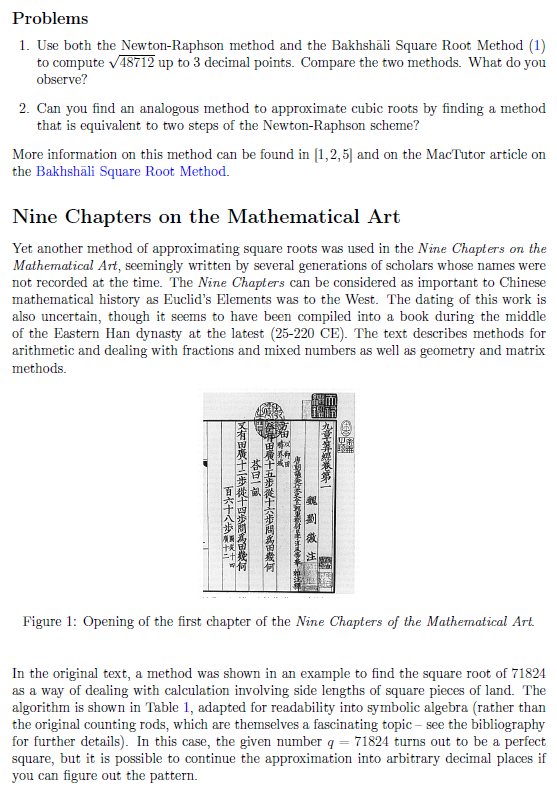 Problems
1. Use both the Newton-Raphson method and the Bakhshāli Square Root Method (1)
to compute √48712 up to 3 decimal points. Compare the two methods. What do you
observe?
2. Can you find an analogous method to approximate cubic roots by finding a method
that is equivalent to two steps of the Newton-Raphson scheme?
More information on this method can be found in [1,2,5] and on the MacTutor article on
the Bakhshāli Square Root Method.
Nine Chapters on the Mathematical Art
Yet another method of approximating square roots was used in the Nine Chapters on the
Mathematical Art, seemingly written by several generations of scholars whose names were
not recorded at the time. The Nine Chapters can be considered as important to Chinese
mathematical history as Euclid's Elements was to the West. The dating of this work is
also uncertain, though it seems to have been compiled into a book during the middle
of the Eastern Han dynasty at the latest (25-220 CE). The text describes methods for
arithmetic and dealing with fractions and mixed numbers as well as geometry and matrix
methods.
九章算經卷第一
魏劉徽注
方田
今有田廣十五步從十六步問爲田幾何
荅曰一畝
又有田廣十二步從十四步問爲田幾何
百六十八步
Figure 1: Opening of the first chapter of the Nine Chapters of the Mathematical Art.
In the original text, a method was shown in an example to find the square root of 71824
as a way of dealing with calculation involving side lengths of square pieces of land. The
algorithm is shown in Table 1, adapted for readability into symbolic algebra (rather than
the original counting rods, which are themselves a fascinating topic – see the bibliography
for further details). In this case, the given number q = 71824 turns out to be a perfect
square, but it is possible to continue the approximation into arbitrary decimal places if
you can figure out the pattern.